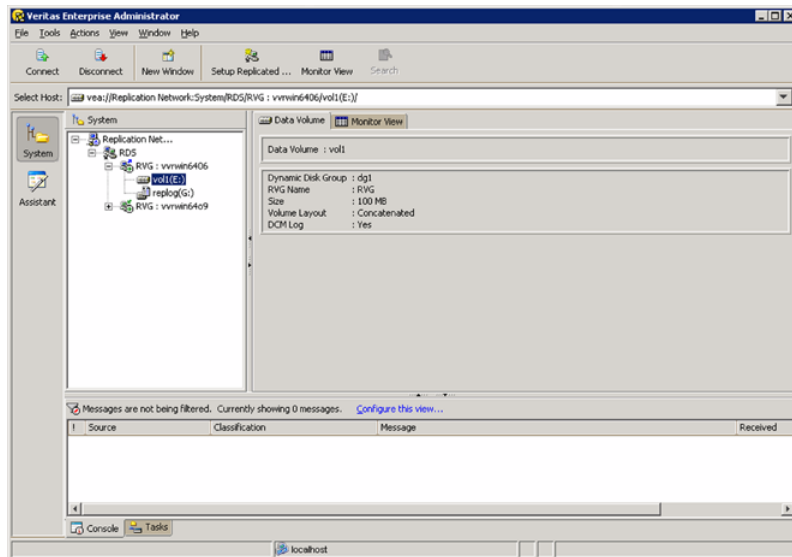 Veritas Enterprise Administrator
File Tools Actions View Window Help
Connect Disconnect New Window Setup Replicated ... Monitor View Search
Select Host: vea://Replication Network:System/RDS/RVG : vvrwin6406/vol1(E:)/
System
Assistant
System
Replication Net...
RDS
RVG : vvrwin6406
vol1(E:)
replog(G:)
RVG : vvrwin64o9
Data Volume Monitor View
Data Volume : vol1
Dynamic Disk Group : dg1
RVG Name : RVG
Size : 100 MB
Volume Layout : Concatenated
DCM Log : Yes
Messages are not being filtered. Currently showing 0 messages. Configure this view...
! Source Classification Message Received
Console Tasks
localhost